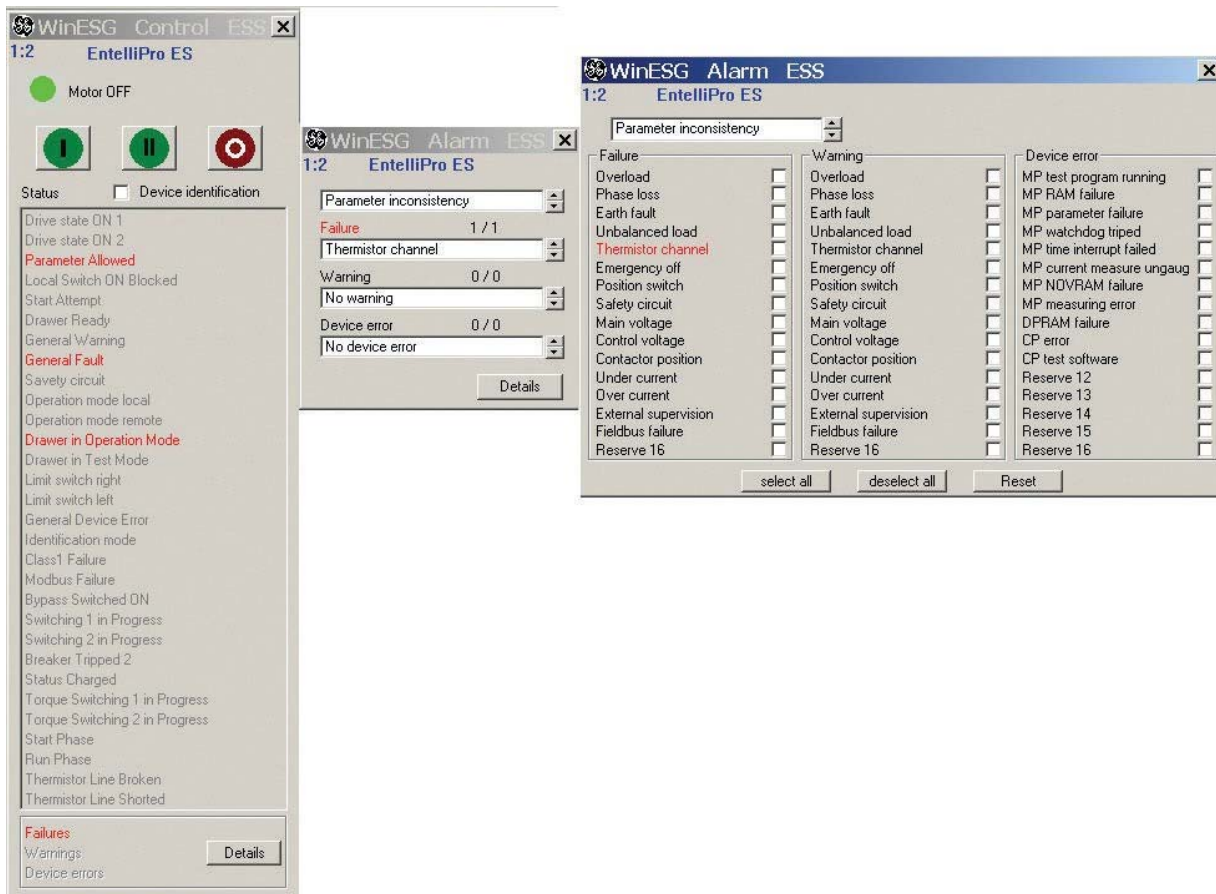 WinESG Control ESS
1:2 EntelliPro ES
Motor OFF
I II
Status Device identification
Drive state ON 1
Drive state ON 2
Parameter Allowed
Local Switch ON Blocked
Start Attempt
Drawer Ready
General Warning
General Fault
Savety circuit
Operation mode local
Operation mode remote
Drawer in Operation Mode
Drawer in Test Mode
Limit switch right
Limit switch left
General Device Error
Identification mode
Class1 Failure
Modbus Failure
Bypass Switched ON
Switching 1 in Progress
Switching 2 in Progress
Breaker Tripped 2
Status Charged
Torque Switching 1 in Progress
Torque Switching 2 in Progress
Start Phase
Run Phase
Thermistor Line Broken
Thermistor Line Shorted
Failures
Warnings
Device errors
Details
WinESG Alarm ESS
1:2 EntelliPro ES
Parameter inconsistency
Failure 1 / 1
Thermistor channel
Warning 0 / 0
No warning
Device error 0 / 0
No device error
Details
WinESG Alarm ESS
1:2 EntelliPro ES
Parameter inconsistency
Failure
Overload
Phase loss
Earth fault
Unbalanced load
Thermistor channel
Emergency off
Position switch
Safety circuit
Main voltage
Control voltage
Contactor position
Under current
Over current
External supervision
Fieldbus failure
Reserve 16
Warning
Overload
Phase loss
Earth fault
Unbalanced load
Thermistor channel
Emergency off
Position switch
Safety circuit
Main voltage
Control voltage
Contactor position
Under current
Over current
External supervision
Fieldbus failure
Reserve 16
Device error
MP test program running
MP RAM failure
MP parameter failure
MP watchdog triped
MP time interrupt failed
MP current measure ungaug
MP NOVRAM failure
MP measuring error
DPRAM failure
CP error
CP test software
Reserve 12
Reserve 13
Reserve 14
Reserve 15
Reserve 16
select all deselect all Reset